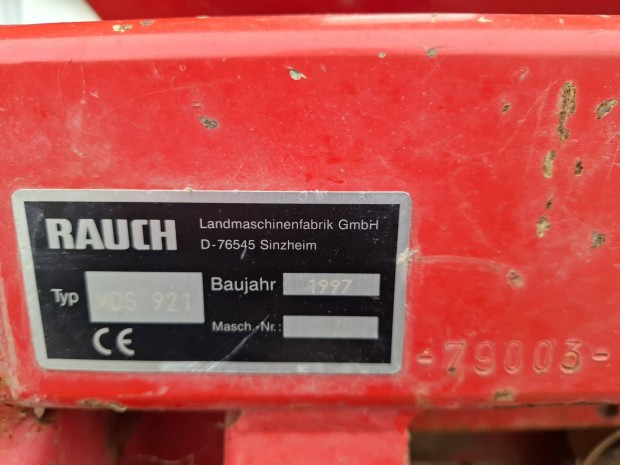 RAUCH
Landmaschinenfabrik GmbH
D-76545 Sinzheim
Typ MDS 921
Baujahr 1997
Masch.-Nr.:
CE
-79003-